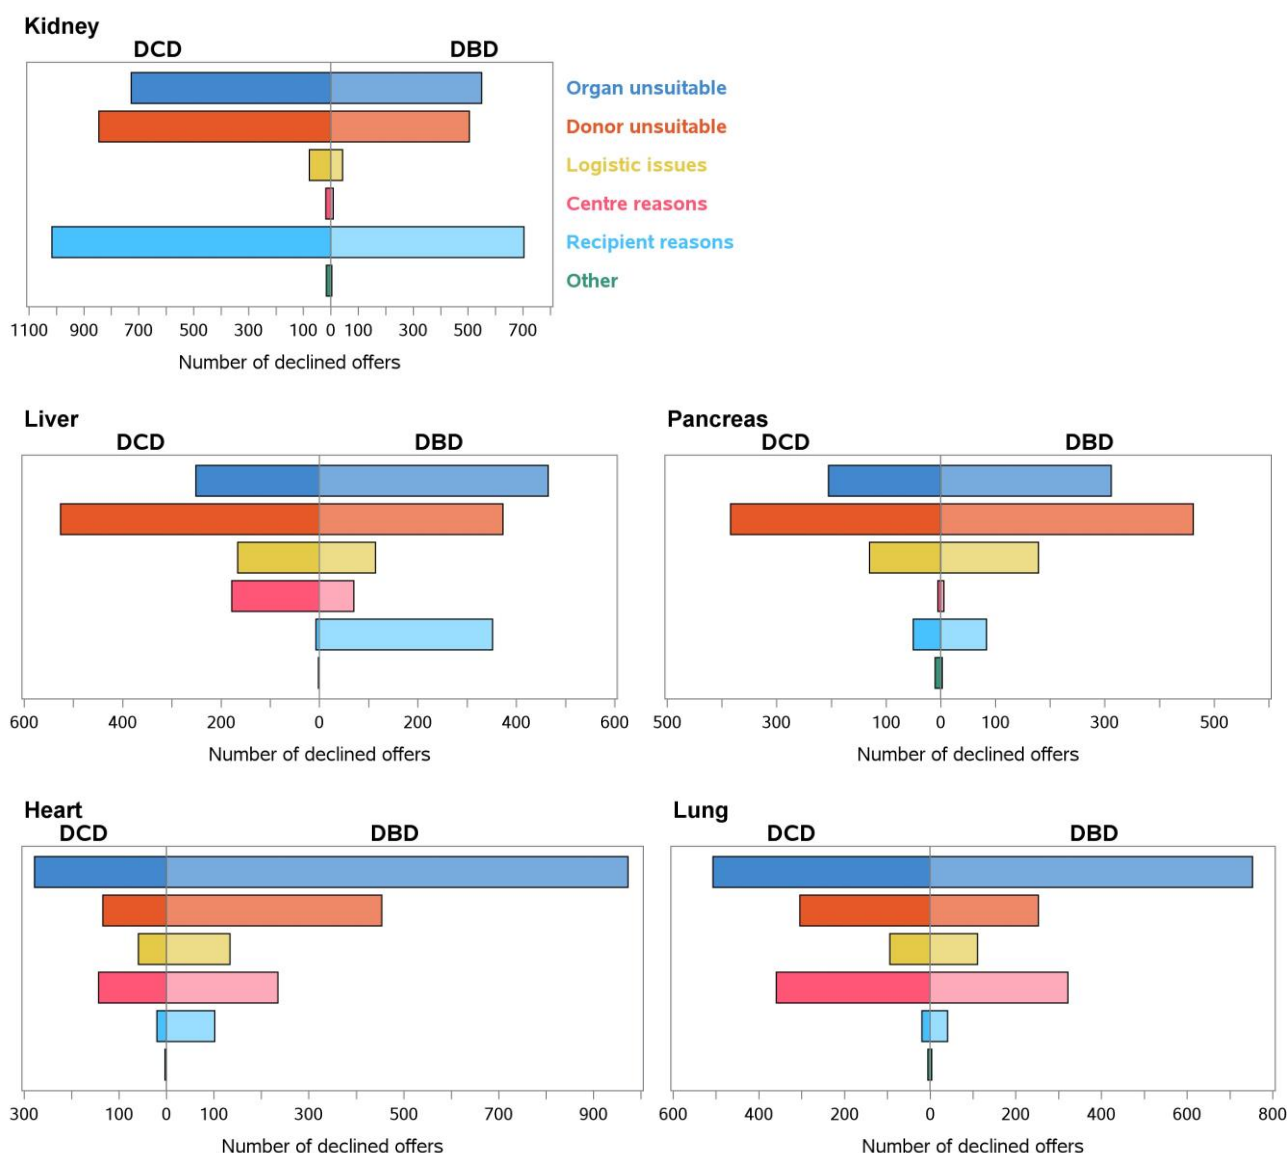 Kidney
DCD DBD
Organ unsuitable
Donor unsuitable
Logistic issues
Centre reasons
Recipient reasons
Other
1100 900 700 500 300 100 0 100 300 500 700
Number of declined offers
Liver
DCD DBD
600 400 200 0 200 400 600
Number of declined offers
Pancreas
DCD DBD
500 300 100 0 100 300 500
Number of declined offers
Heart
DCD DBD
300 100 0 100 300 500 700 900
Number of declined offers
Lung
DCD DBD
600 400 200 0 200 400 600 800
Number of declined offers